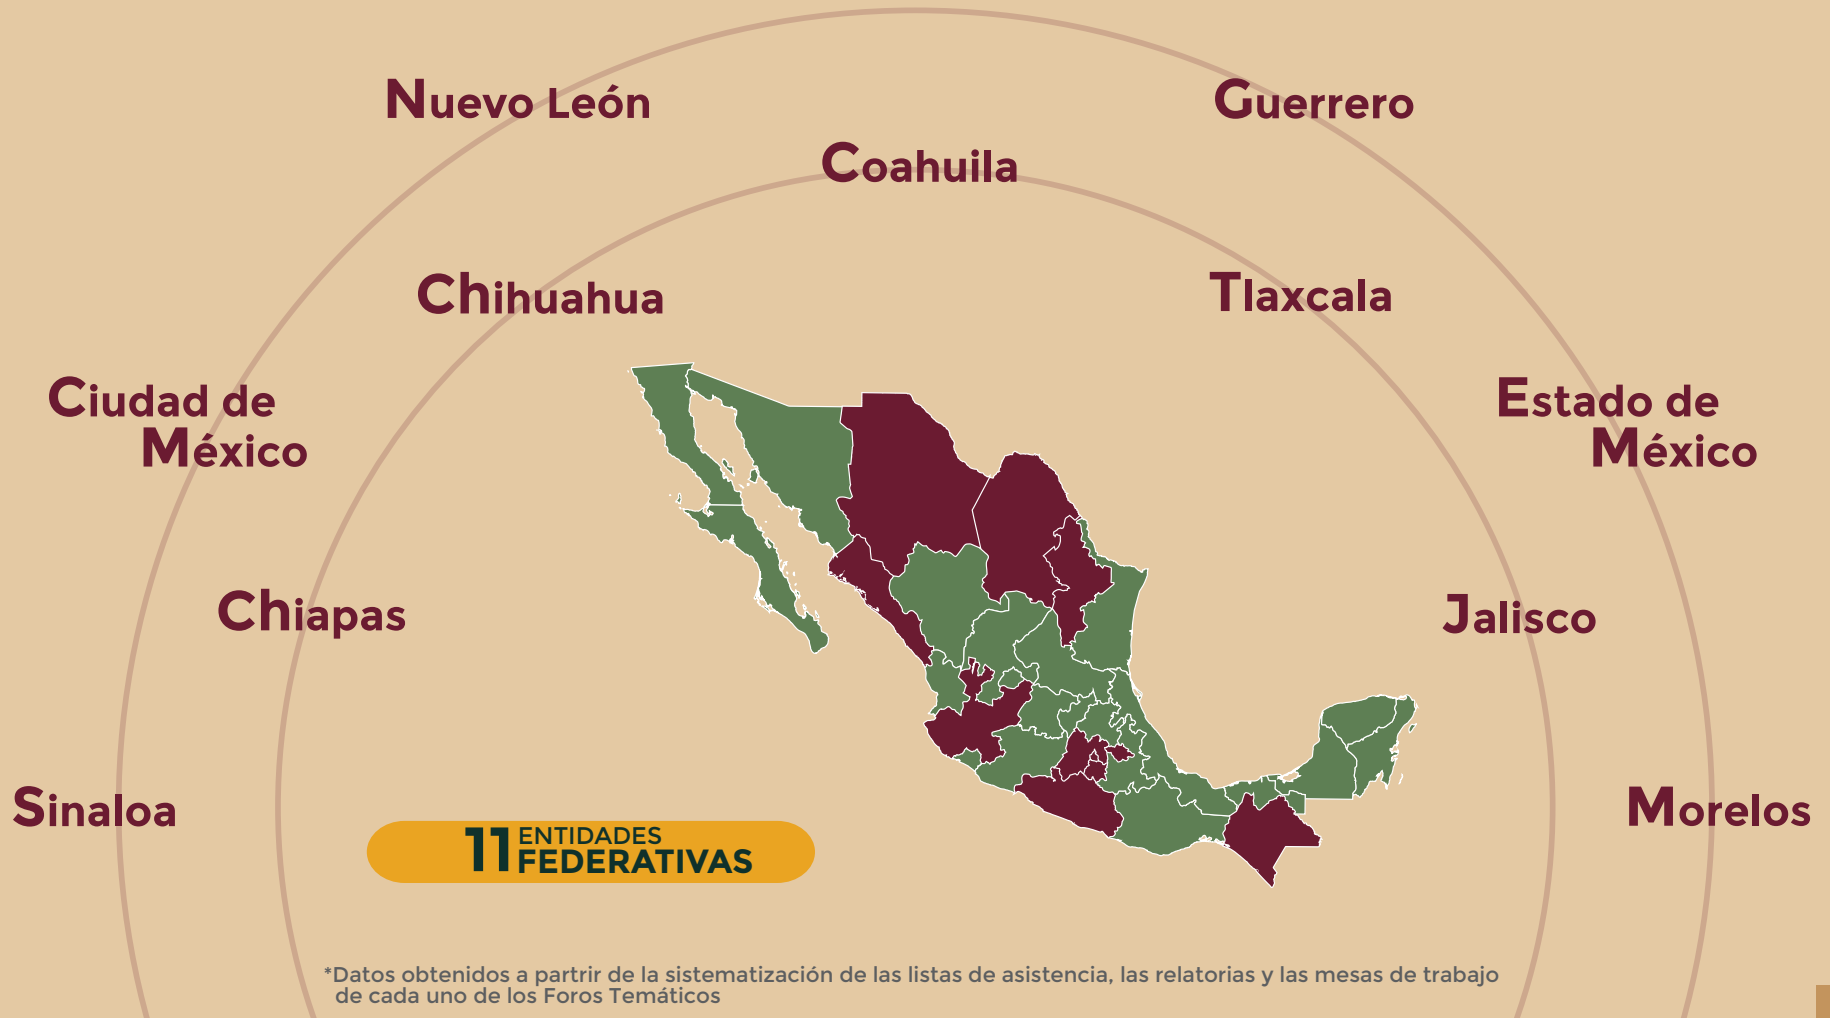 Nuevo León
Guerrero
Coahuila
Chihuahua
Tlaxcala
Ciudad de
México
Estado de
México
Chiapas
Jalisco
Sinaloa
Morelos
11 ENTIDADES
FEDERATIVAS
*Datos obtenidos a partrir de la sistematización de las listas de asistencia, las relatorias y las mesas de trabajo
de cada uno de los Foros Temáticos